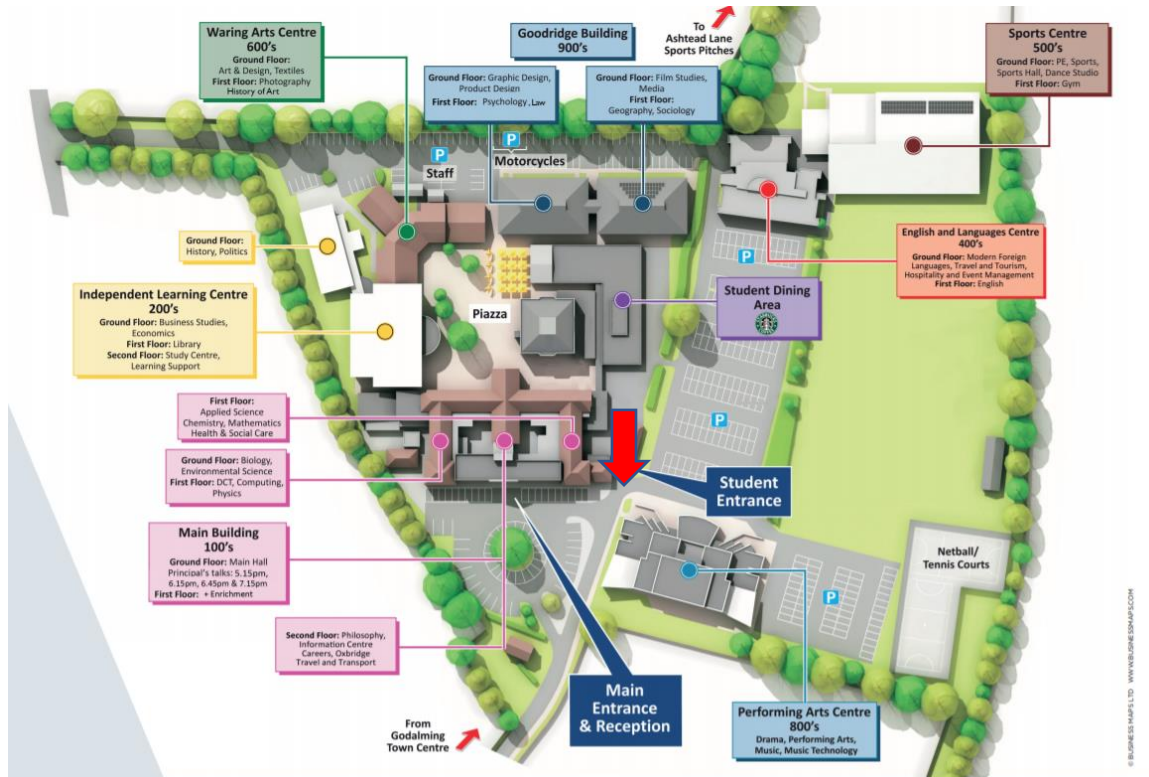 Waring Arts Centre
600's
Ground Floor:
Art & Design, Textiles
First Floor: Photography
History of Art
Goodridge Building
900's
Ground Floor: Graphic Design,
Product Design
First Floor: Psychology, Law
Ground Floor: Film Studies,
Media
First Floor:
Geography, Sociology
To
Ashtead Lane
Sports Pitches
Sports Centre
500's
Ground Floor: PE, Sports,
Sports Hall, Dance Studio
First Floor: Gym
P
Staff
P
Motorcycles
Ground Floor:
History, Politics
Independent Learning Centre
200's
Ground Floor: Business Studies,
Economics
First Floor: Library
Second Floor: Study Centre,
Learning Support
Piazza
P
Student Dining
Area
English and Languages Centre
400's
Ground Floor: Modern Foreign
Languages, Travel and Tourism,
Hospitality and Event Management
First Floor: English
First Floor:
Applied Science
Chemistry, Mathematics
Health & Social Care
Ground Floor: Biology,
Environmental Science
First Floor: DCT, Computing,
Physics
P
Student
Entrance
Main Building
100's
Ground Floor: Main Hall
Principal's talks: 5.15pm,
6.15pm, 6.45pm & 7.15pm
First Floor: + Enrichment
Netball/
Tennis Courts
P
Second Floor: Philosophy,
Information Centre
Careers, Oxbridge
Travel and Transport
Main
Entrance
& Reception
From
Godalming
Town Centre
Performing Arts Centre
800's
Drama, Performing Arts,
Music, Music Technology
© BUSINESS MAPS LTD WWW.BUSINESSMAPS.COM